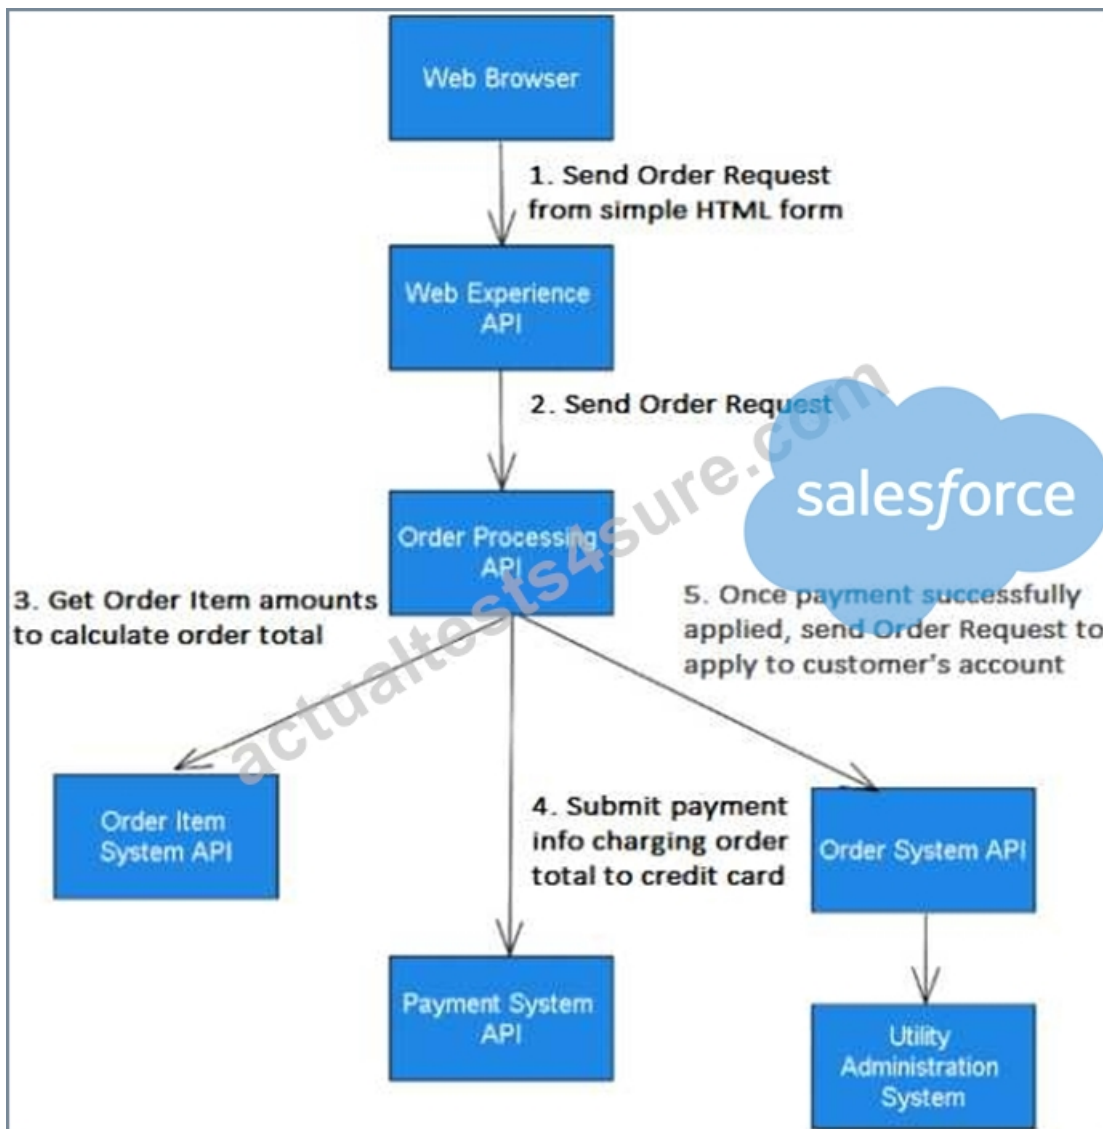 Web Browser
1. Send Order Request
from simple HTML form
Web Experience
API
2. Send Order Request
salesforce
Order Processing
API
3. Get Order Item amounts
to calculate order total
5. Once payment successfully
applied, send Order Request to
apply to customer's account
actualtests4sure.com
Order Item
System API
4. Submit payment
info charging order
total to credit card
Order System API
Payment System
API
Utility
Administration
System